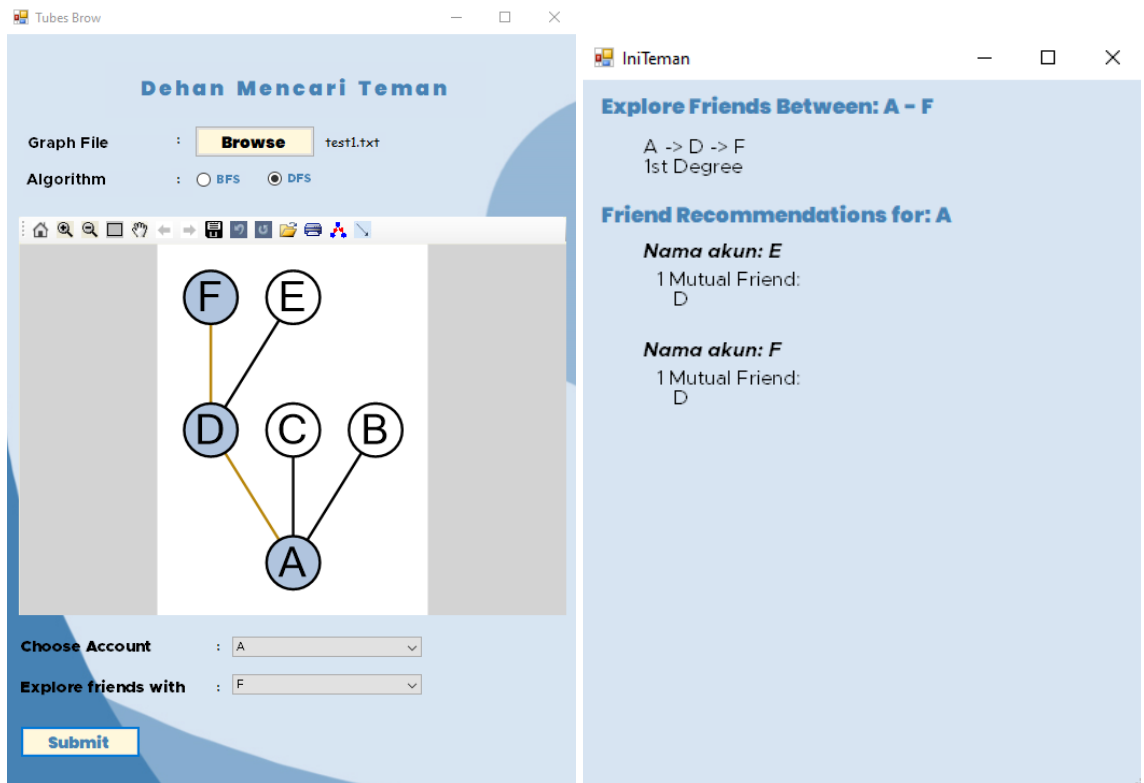 Tubes Brow
Dehan Mencari Teman
Graph File : Browse test1.txt
Algorithm : BFS DFS
F E
D C B
A
Choose Account : A
Explore friends with : F
Submit
IniTeman
Explore Friends Between: A - F
A -> D -> F
1st Degree
Friend Recommendations for: A
Nama akun: E
1 Mutual Friend:
D
Nama akun: F
1 Mutual Friend:
D